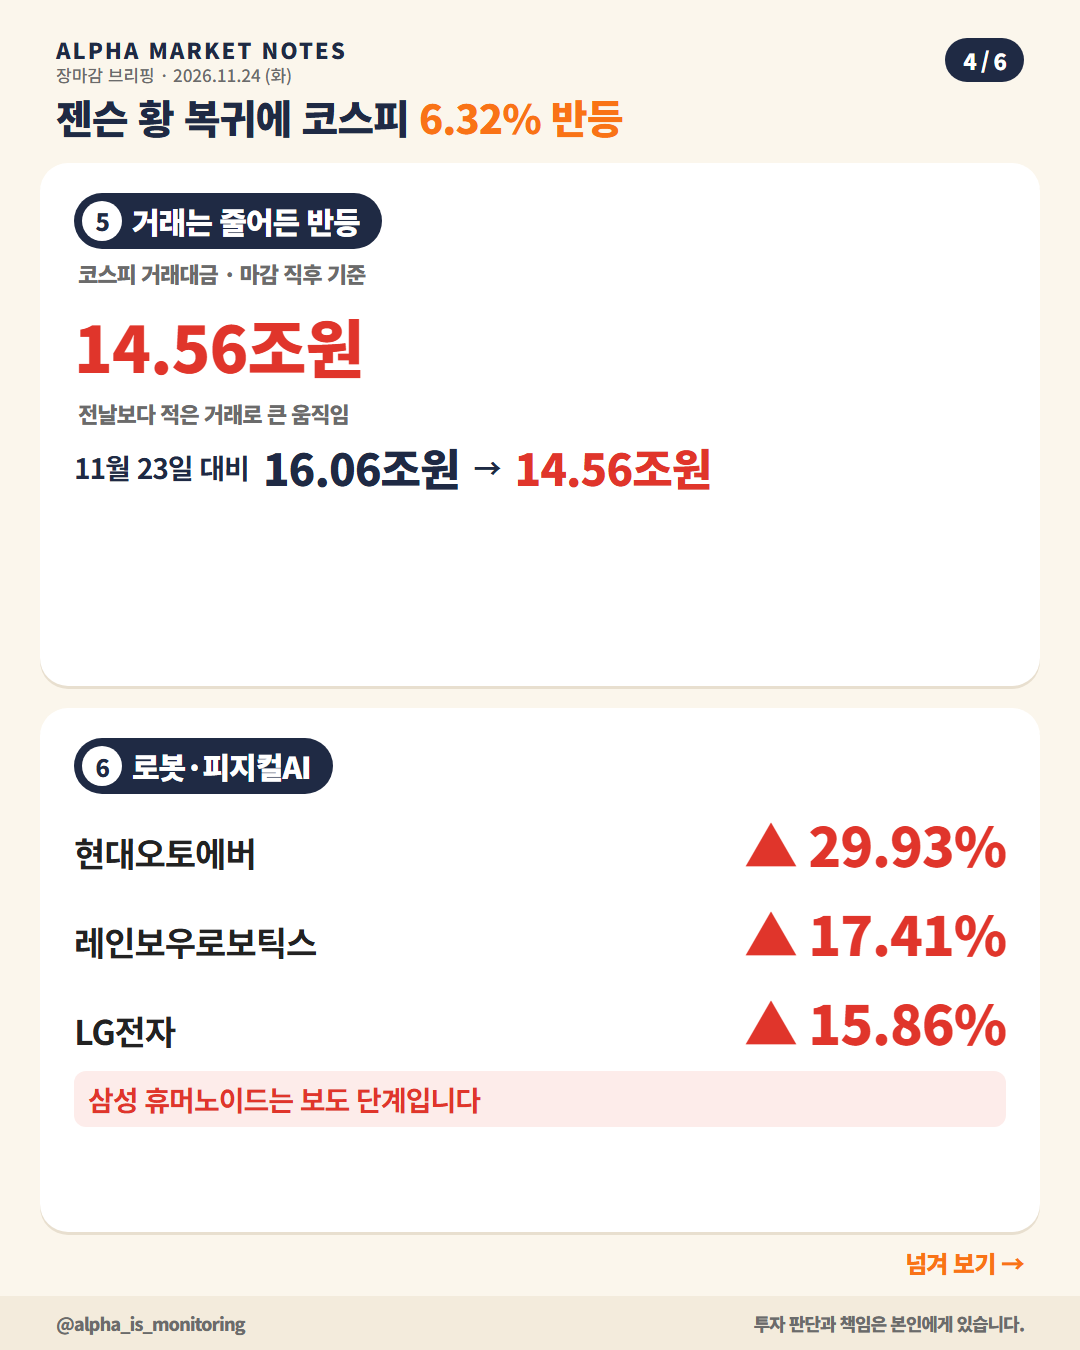 ALPHA MARKET NOTES
장마감 브리핑 · 2026.11.24 (화)
4 / 6
젠슨 황 복귀에 코스피 6.32% 반등
5 거래는 줄어든 반등
코스피 거래대금 · 마감 직후 기준
14.56조원
전날보다 적은 거래로 큰 움직임
11월 23일 대비 16.06조원 → 14.56조원
6 로봇·피지컬AI
현대오토에버 ▲ 29.93%
레인보우로보틱스 ▲ 17.41%
LG전자 ▲ 15.86%
삼성 휴머노이드는 보도 단계입니다
넘겨 보기 →
@alpha_is_monitoring
투자 판단과 책임은 본인에게 있습니다.